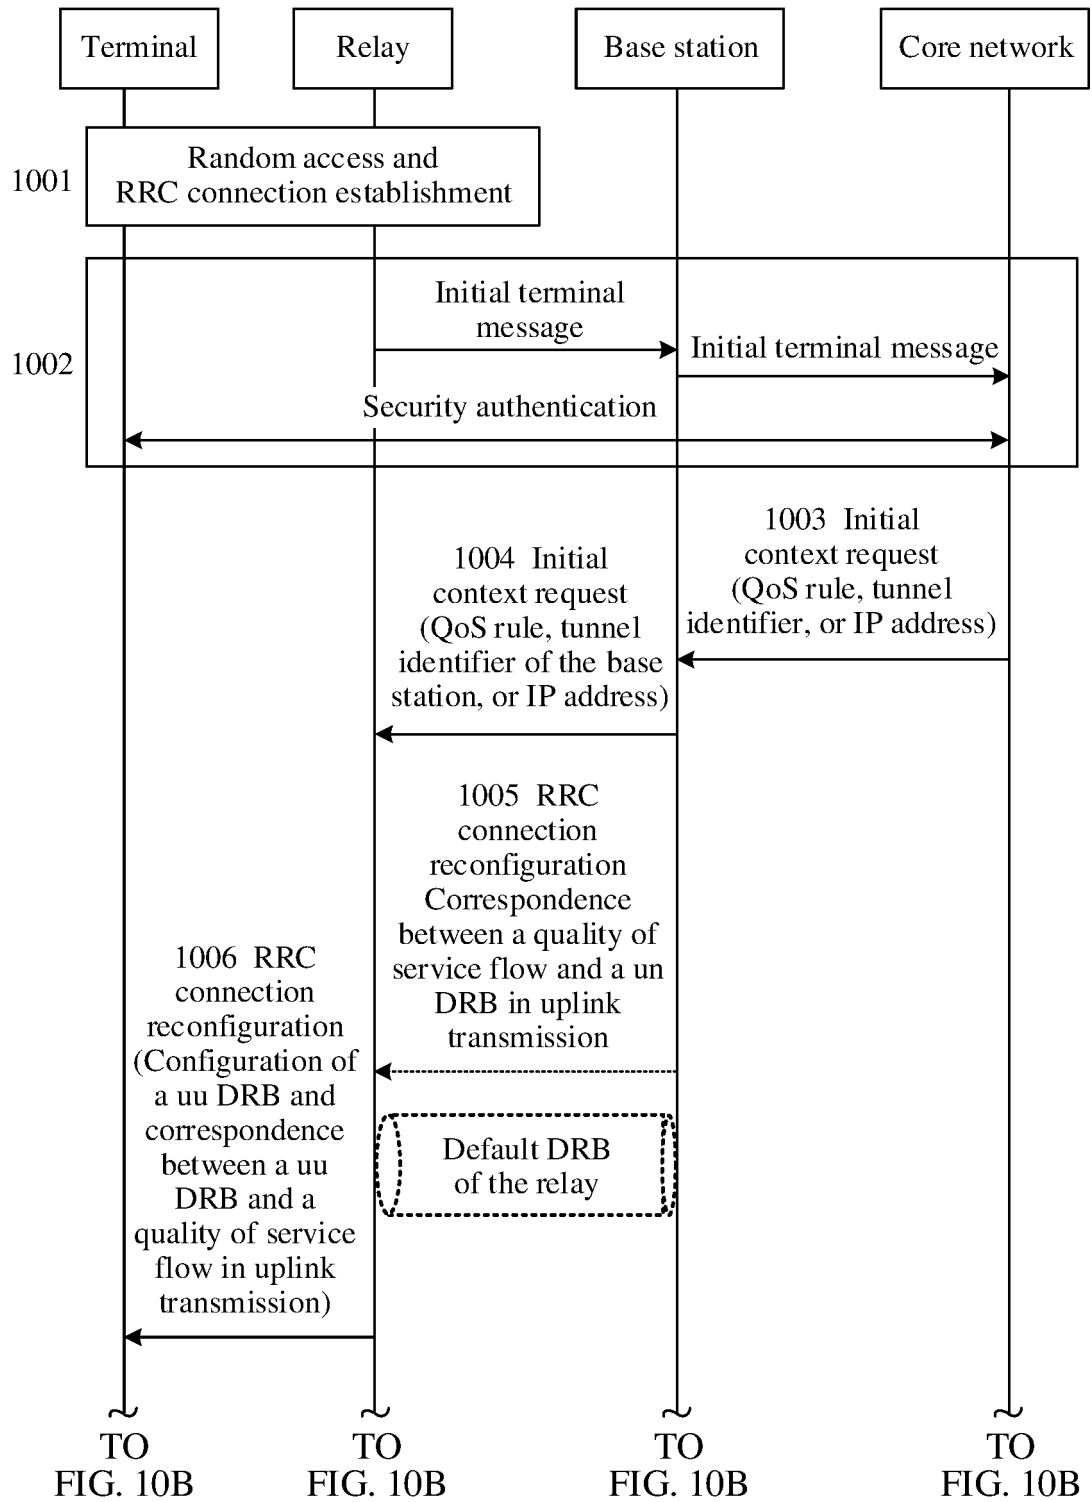 Terminal
Relay
Base station
Core network
1001
Random access and
RRC connection establishment
1002
Initial terminal
message
Initial terminal message
Security authentication
1003 Initial
context request
(QoS rule, tunnel
identifier, or IP address)
1004 Initial
context request
(QoS rule, tunnel
identifier of the base
station, or IP address)
1005 RRC
connection
reconfiguration
Correspondence
between a quality of
service flow and a un
DRB in uplink
transmission
Default DRB
of the relay
1006 RRC
connection
reconfiguration
(Configuration of
a uu DRB and
correspondence
between a uu
DRB and a
quality of service
flow in uplink
transmission)
TO
FIG. 10B
TO
FIG. 10B
TO
FIG. 10B
TO
FIG. 10B